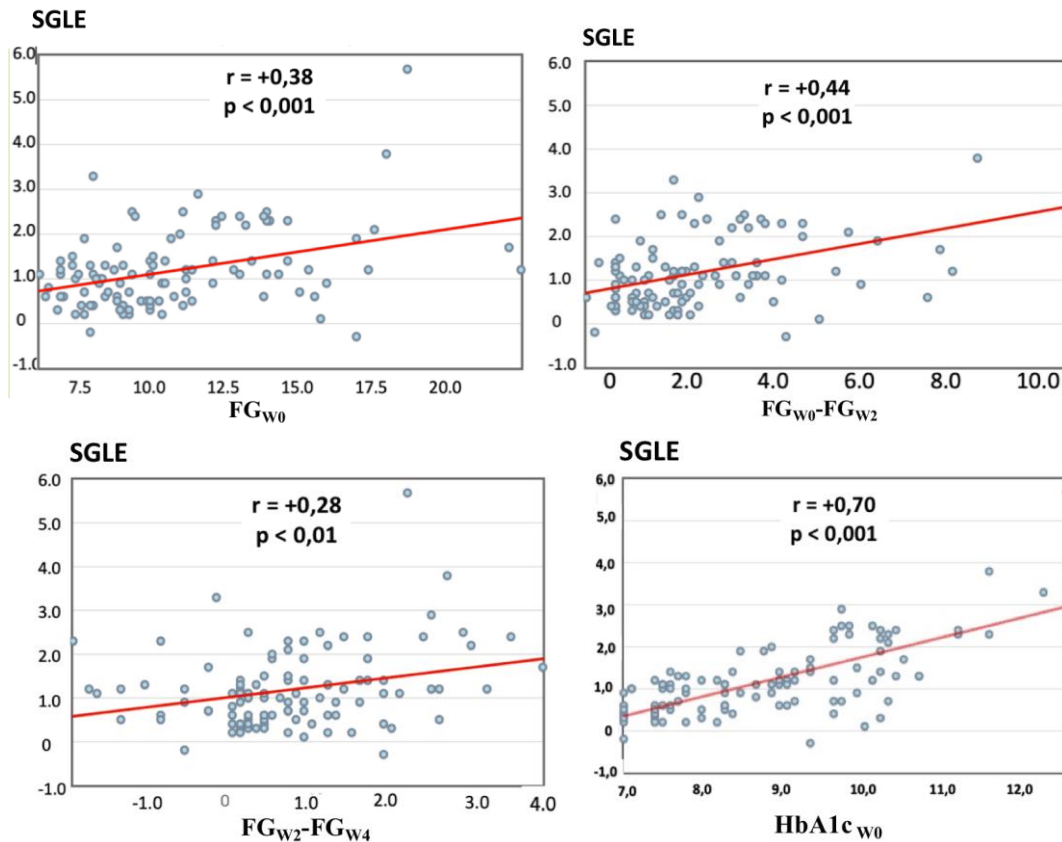 SGLE
6.0
r = +0,38
p < 0,001
5.0
4.0
3.0
2.0
1.0
0
-1.0
7.5 10.0 12.5 15.0 17.5 20.0
FGW0
SGLE
6.0
r = +0,44
p < 0,001
5.0
4.0
3.0
2.0
1.0
0
-1.0
0 2.0 4.0 6.0 8.0 10.0
FGW0-FGW2
SGLE
6.0
r = +0,28
p < 0,01
5.0
4.0
3.0
2.0
1.0
0
-1.0
-1.0 0 1.0 2.0 3.0 4.0
FGW2-FGW4
SGLE
6,0
r = +0,70
p < 0,001
5,0
4,0
3,0
2,0
1,0
0
-1,0
7,0 8,0 9,0 10,0 11,0 12,0
HbA1c W0